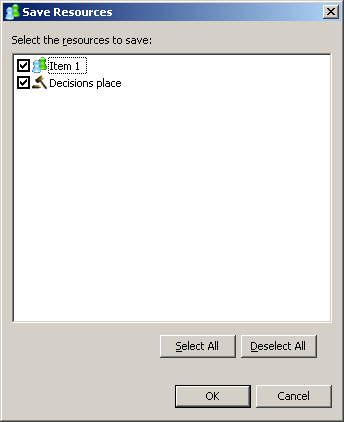 Save Resources
Select the resources to save:
Item 1
Decisions place
Select All
Deselect All
OK
Cancel